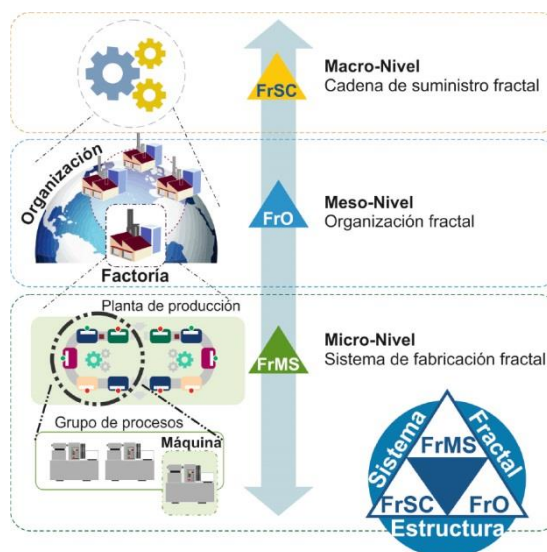 FrSC
Macro-Nivel
Cadena de suministro fractal
Organización
FrO
Meso-Nivel
Organización fractal
Factoría
Planta de producción
FrMS
Micro-Nivel
Sistema de fabricación fractal
Grupo de procesos
Máquina
Sistema
Fractal
FrMS
FrSC
FrO
Estructura